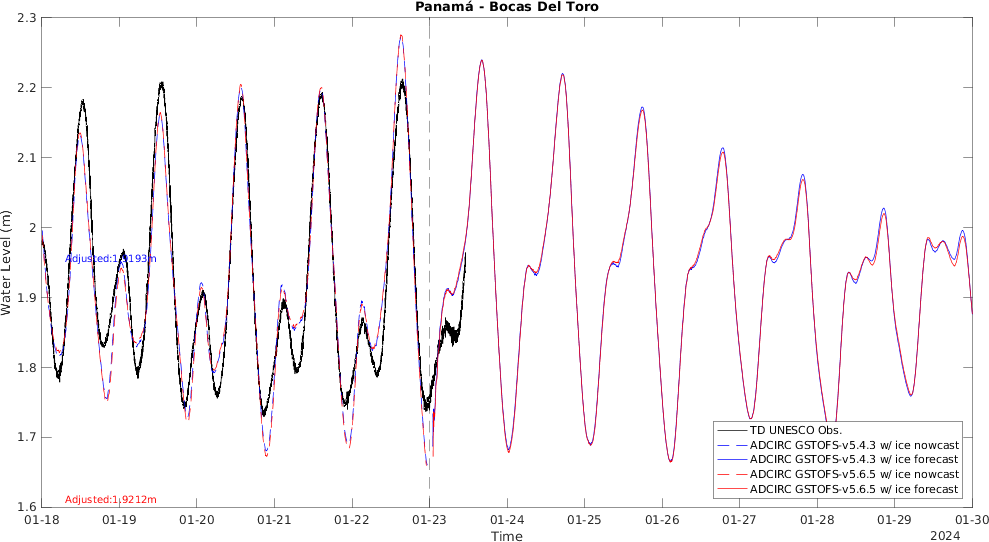 Panamá - Bocas Del Toro
2.3
2.2
2.1
2
1.9
1.8
1.7
1.6
Water Level (m)
Adjusted:1.9193m
Adjusted:1.9212m
TD UNESCO Obs.
ADCIRC GSTOFS-v5.4.3 w/ ice nowcast
ADCIRC GSTOFS-v5.4.3 w/ ice forecast
ADCIRC GSTOFS-v5.6.5 w/ ice nowcast
ADCIRC GSTOFS-v5.6.5 w/ ice forecast
01-18 01-19 01-20 01-21 01-22 01-23 01-24 01-25 01-26 01-27 01-28 01-29 01-30
Time
2024